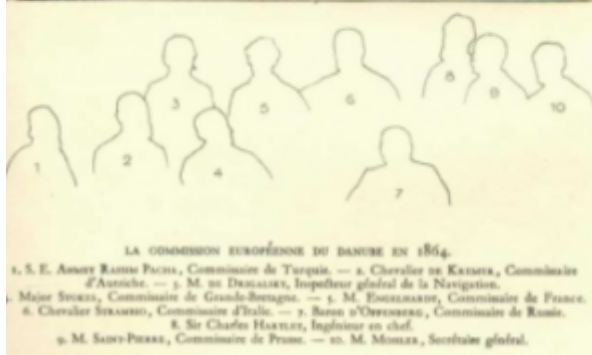 3 5 6 8 9 10
1 2 4 7
LA COMMISSION EUROPÉENNE DU DANUBE EN 1864.
1. S. E. AHMET RASSIM PACHA, Commissaire de Turquie. — 2. Chevalier DE KREMER, Commissaire
d'Autriche. — 3. M. DE DRIGALSKY, Inspecteur général de la Navigation.
4. Major STOKES, Commissaire de Grande-Bretagne. — 5. M. ENGELHARDT, Commissaire de France.
6. Chevalier STRAMBIO, Commissaire d'Italie. — 7. Baron D'OFFENBERG, Commissaire de Russie.
8. Sir Charles HARTLEY, Ingénieur en chef.
9. M. SAINT-PIERRE, Commissaire de Prusse. — 10. M. MOHLER, Secrétaire général.